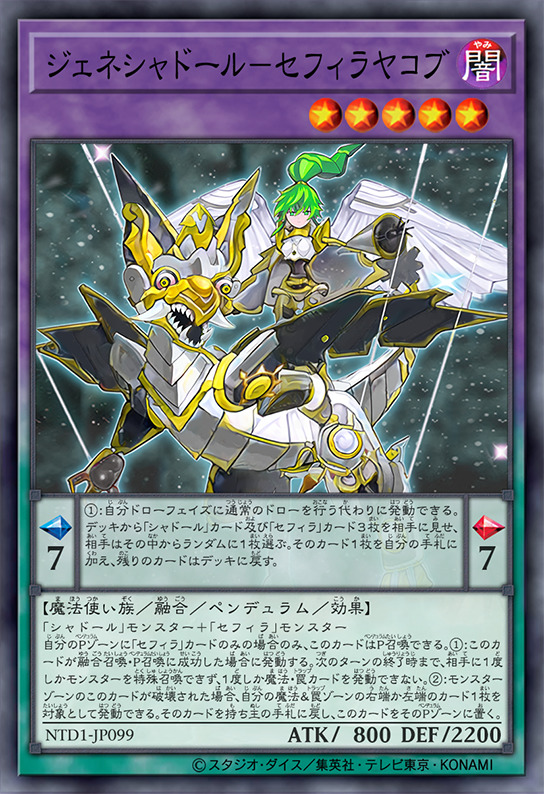 ジェネシャドール－セフィラヤコブ
闇
やみ
①:自分ドローフェイズに通常のドローを行う代わりに発動できる。
デッキから「シャドール」カード及び「セフィラ」カード３枚を相手に見せ、
相手はその中からランダムに１枚選ぶ。そのカード１枚を自分の手札に
加え、残りのカードはデッキに戻す。
7
7
【魔法使い族／融合／ペンデュラム／効果】
「シャドール」モンスター＋「セフィラ」モンスター
自分のPゾーンに「セフィラ」カードのみの場合のみ、このカードはP召喚できる。①:このカ
ードが融合召喚・P召喚に成功した場合に発動する。次のターンの終了時まで、相手に１度
しかモンスターを特殊召喚できず、１度しか魔法・罠カードを発動できない。②:モンスター
ゾーンのこのカードが破壊された場合、自分の魔法＆罠ゾーンの右端か左端のカード１枚を
対象として発動できる。そのカードを持ち主の手札に戻し、このカードをそのPゾーンに置く。
NTD1-JP099
ATK/ 800 DEF/2200
©スタジオ・ダイス／集英社・テレビ東京・KONAMI